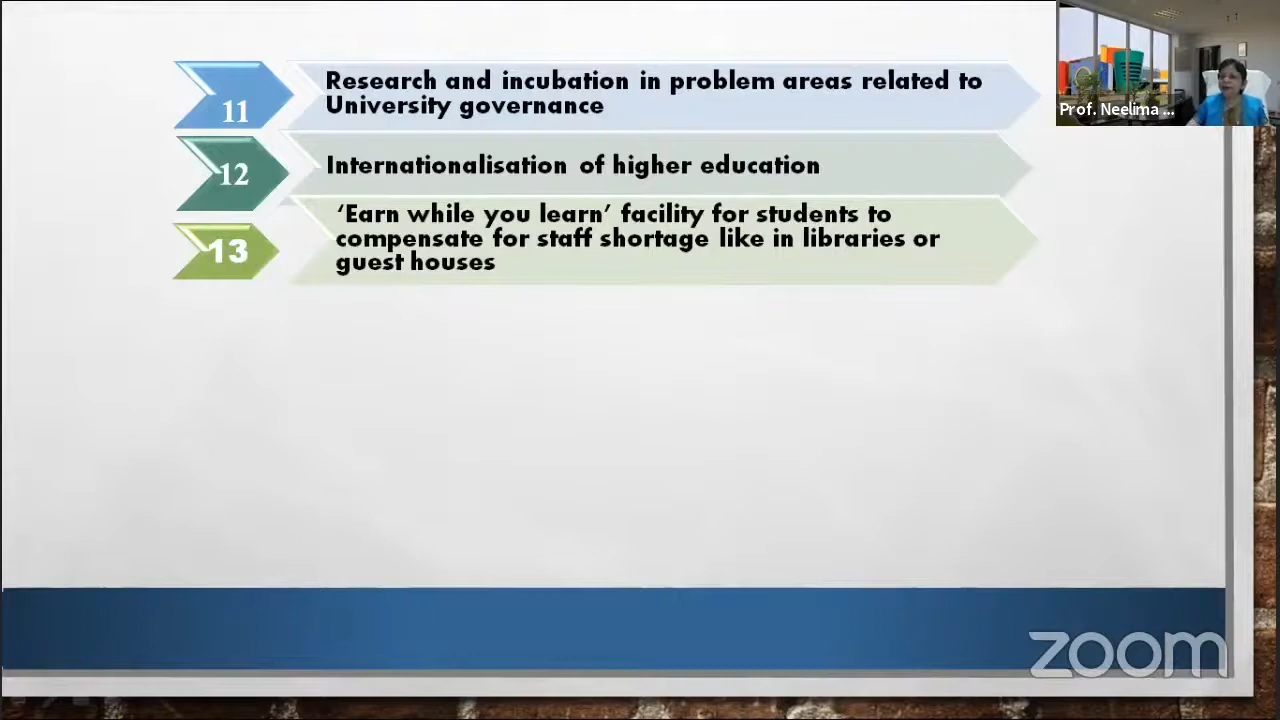 11
Research and incubation in problem areas related to
University governance
12
Internationalisation of higher education
13
‘Earn while you learn’ facility for students to
compensate for staff shortage like in libraries or
guest houses
Prof. Neelima ...
zoom